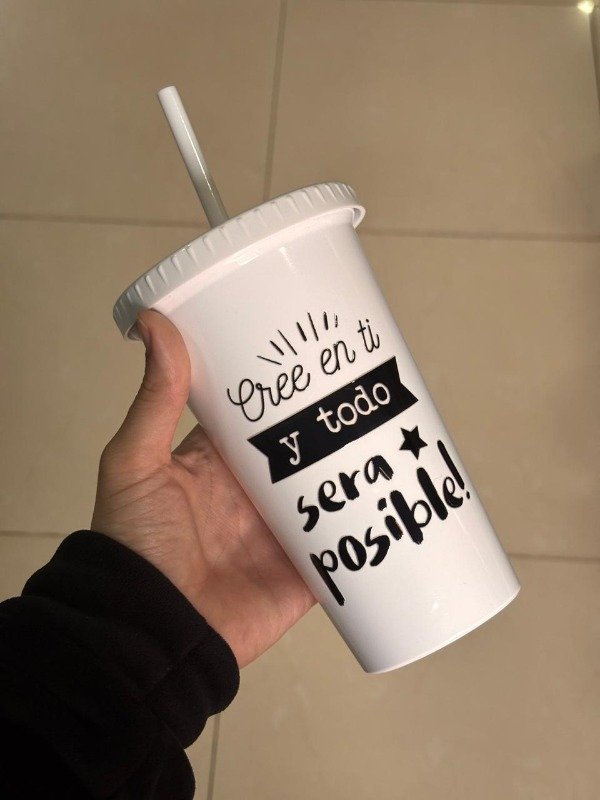 Cree en ti
y todo
sera
posible!